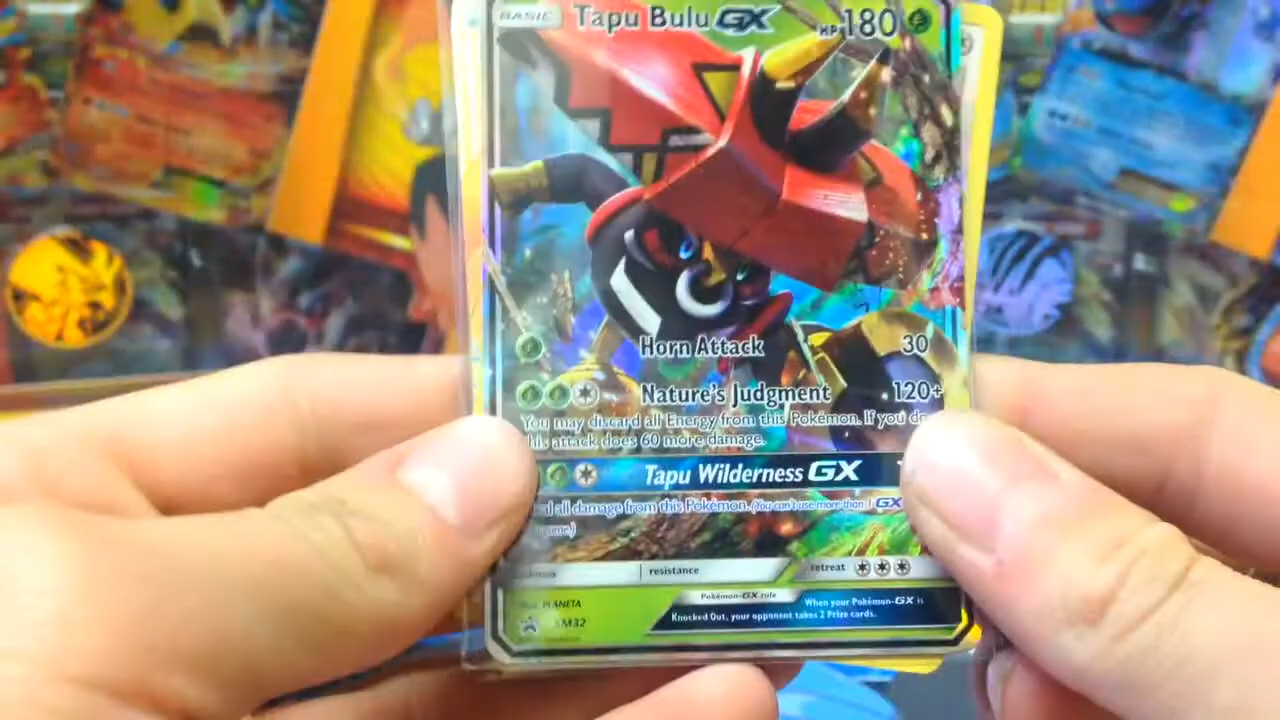 BASIC Tapu Bulu GX HP 180
Horn Attack 30
Nature's Judgment 120+
You may discard all Energy from this Pokémon. If you do
his attack does 60 more damage.
Tapu Wilderness GX
all damage from this Pokémon. (You can't use more than 1 GX
game.)
resistance retreat
PLANETA
SM32
Pokémon-GX rule
When your Pokémon-GX is
Knocked Out, your opponent takes 2 Prize cards.